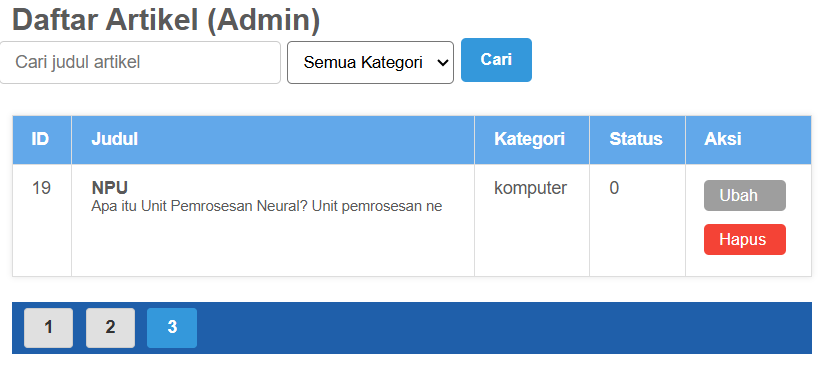 Daftar Artikel (Admin)
Cari judul artikel Semua Kategori Cari
ID Judul Kategori Status Aksi
19 NPU komputer 0 Ubah
Apa itu Unit Pemrosesan Neural? Unit pemrosesan ne
Hapus
1 2 3